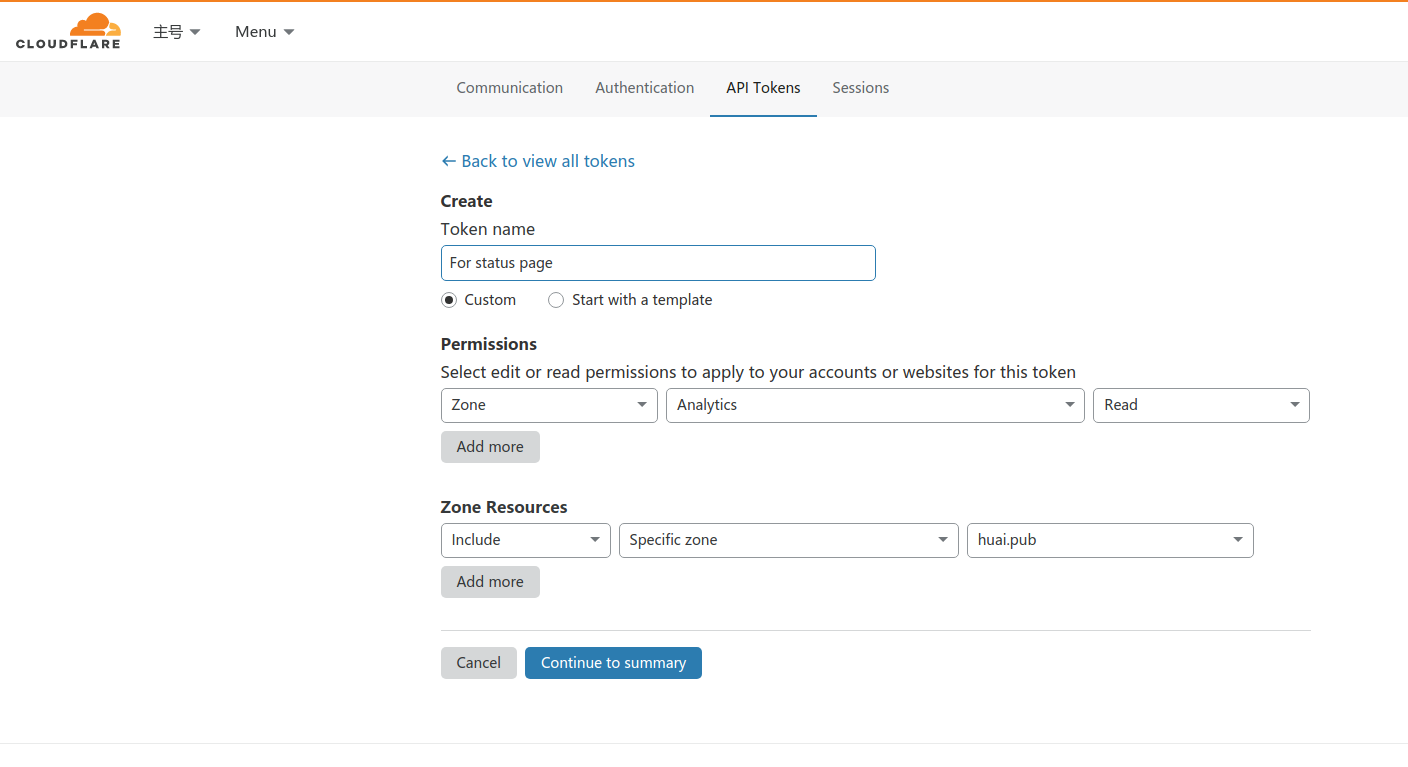 CLOUDFLARE
主号 Menu
Communication Authentication API Tokens Sessions
← Back to view all tokens
Create
Token name
For status page
Custom Start with a template
Permissions
Select edit or read permissions to apply to your accounts or websites for this token
Zone Analytics Read
Add more
Zone Resources
Include Specific zone huai.pub
Add more
Cancel Continue to summary